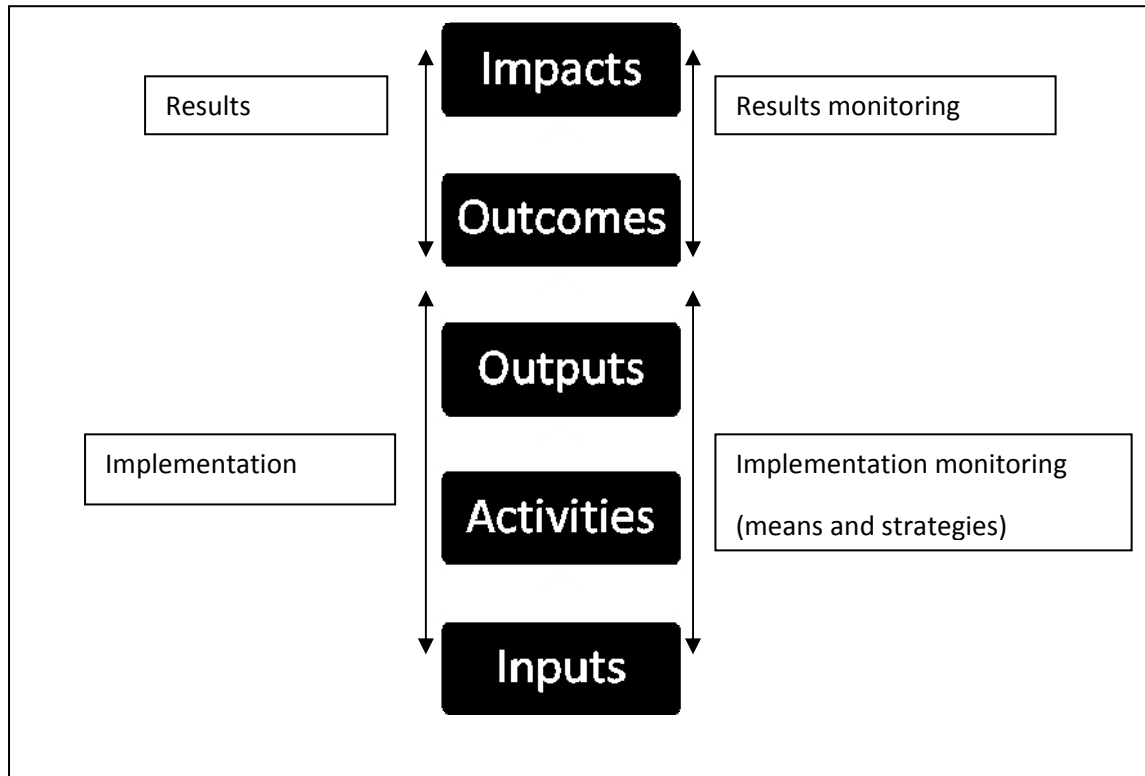 Impacts
Results
Results monitoring
Outcomes
Outputs
Implementation
Implementation monitoring
(means and strategies)
Activities
Inputs